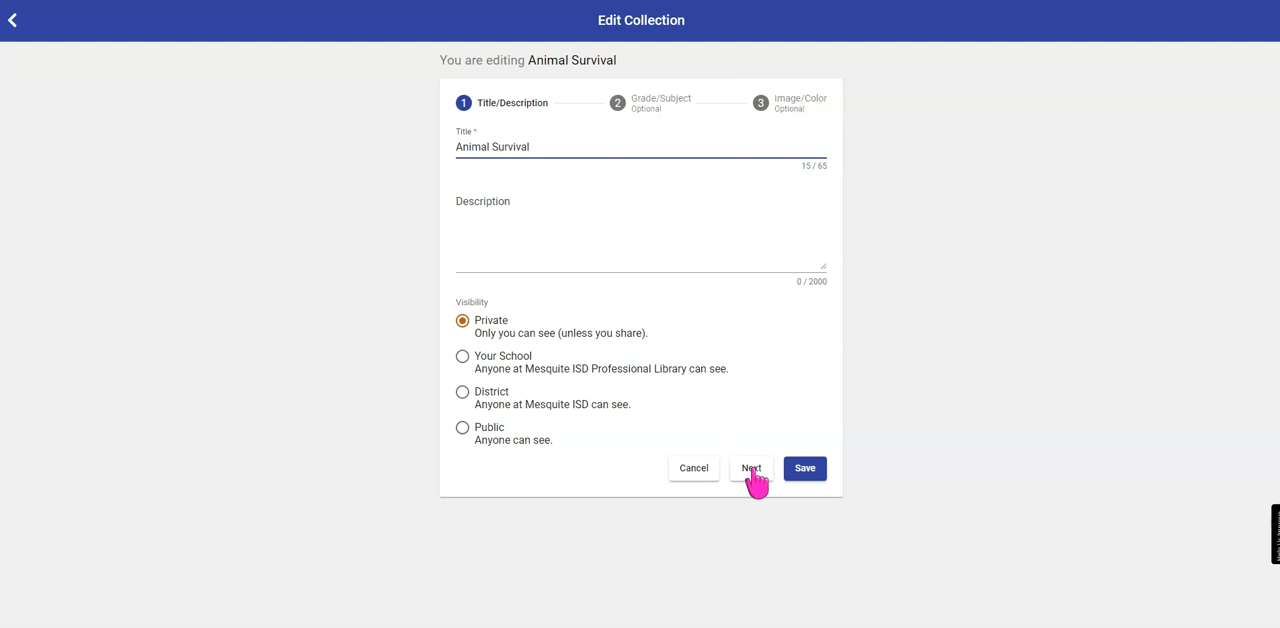 Edit Collection
You are editing Animal Survival
1 Title/Description
2 Grade/Subject
Optional
3 Image/Color
Optional
Title *
Animal Survival
15 / 65
Description
0 / 2000
Visibility
Private
Only you can see (unless you share).
Your School
Anyone at Mesquite ISD Professional Library can see.
District
Anyone at Mesquite ISD can see.
Public
Anyone can see.
Cancel
Next
Save